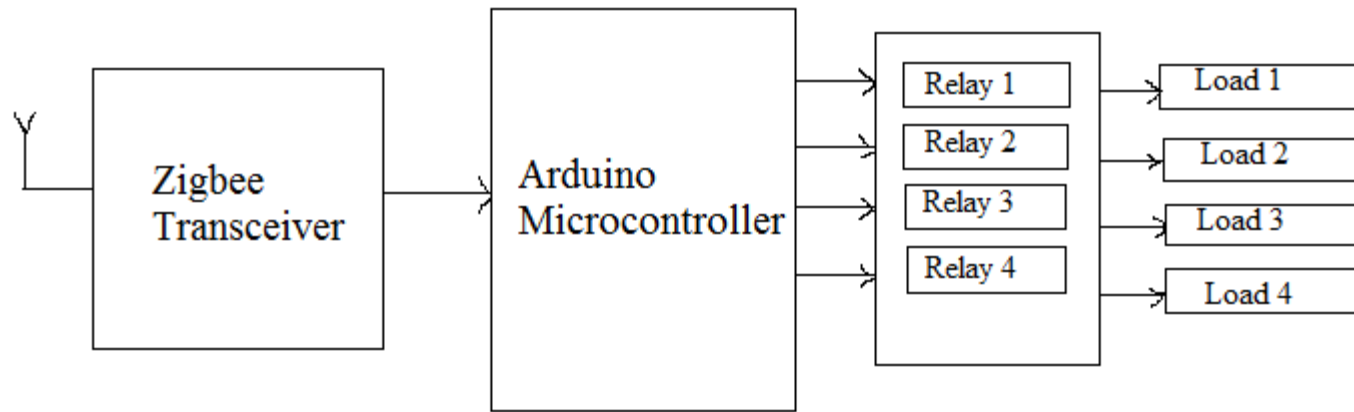 Zigbee
Transceiver
Arduino
Microcontroller
Relay 1
Relay 2
Relay 3
Relay 4
Load 1
Load 2
Load 3
Load 4